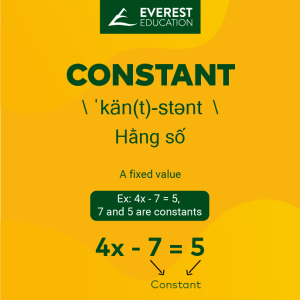 EVEREST
EDUCATION
CONSTANT
\ ˈkän(t)-stənt \
Hằng số
A fixed value
Ex: 4x - 7 = 5,
7 and 5 are constants
4x - 7 = 5
Constant